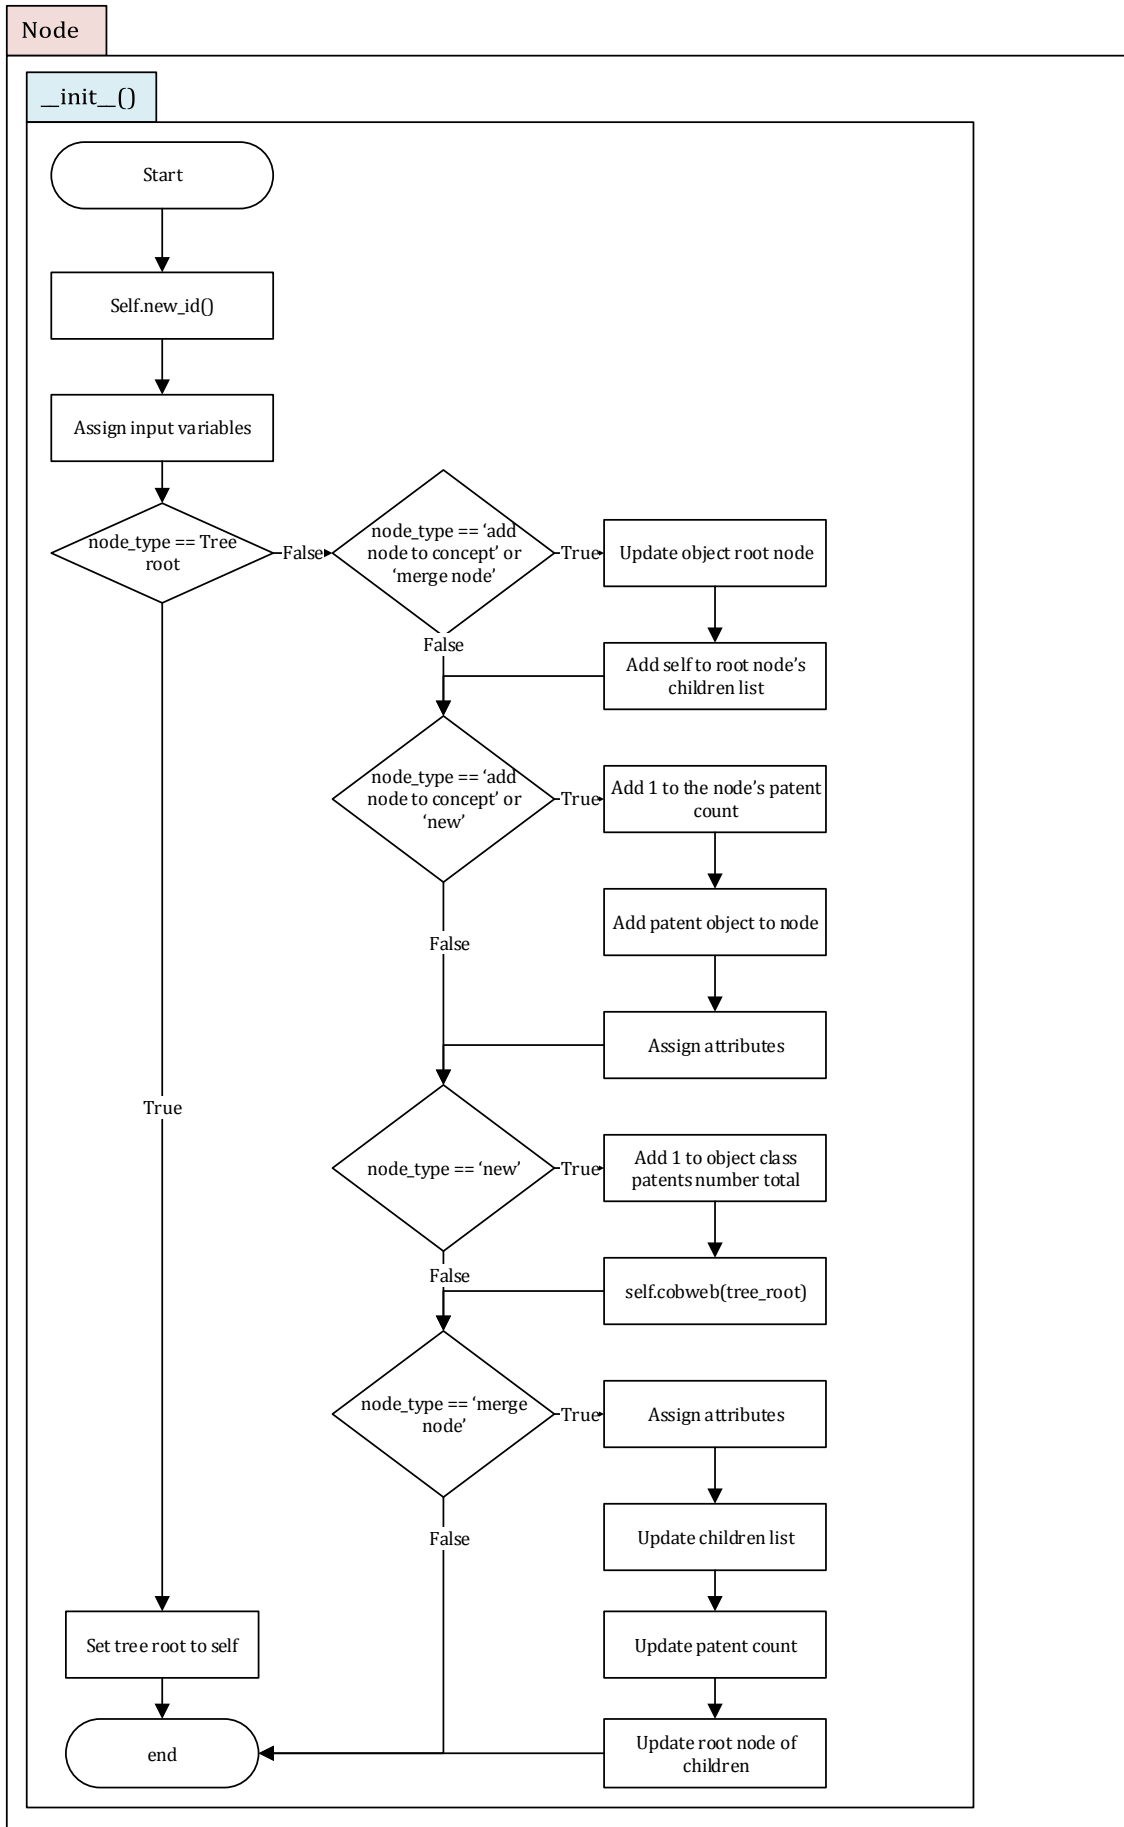 Node
__init__()
Start
Self.new_id()
Assign input variables
node_type == Tree
root
False
node_type == ‘add
node to concept’ or
‘merge node’
True
Update object root node
False
Add self to root node’s
children list
node_type == ‘add
node to concept’ or
‘new’
True
Add 1 to the node’s patent
count
Add patent object to node
False
Assign attributes
True
node_type == ‘new’
True
Add 1 to object class
patents number total
False
self.cobweb(tree_root)
node_type == ‘merge
node’
True
Assign attributes
False
Update children list
Set tree root to self
Update patent count
end
Update root node of
children